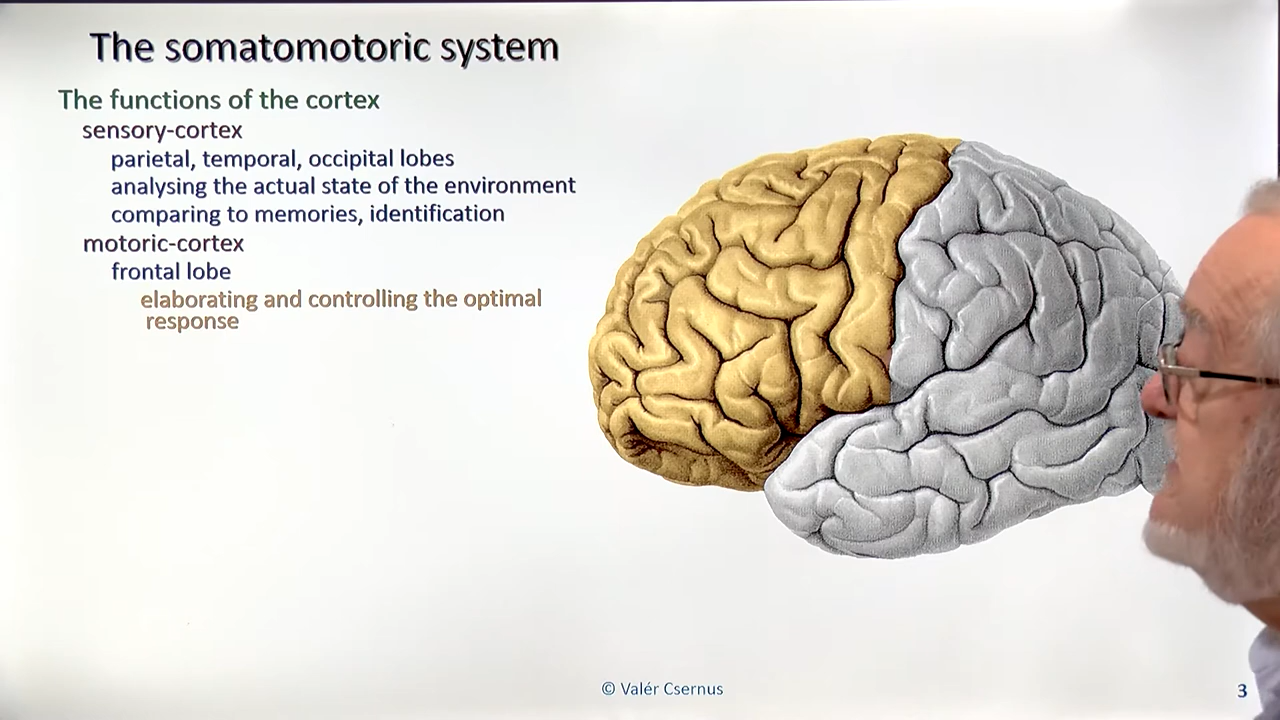 The somatomotoric system
The functions of the cortex
sensory-cortex
parietal, temporal, occipital lobes
analysing the actual state of the environment
comparing to memories, identification
motoric-cortex
frontal lobe
elaborating and controlling the optimal
response
© Valér Csernus
3